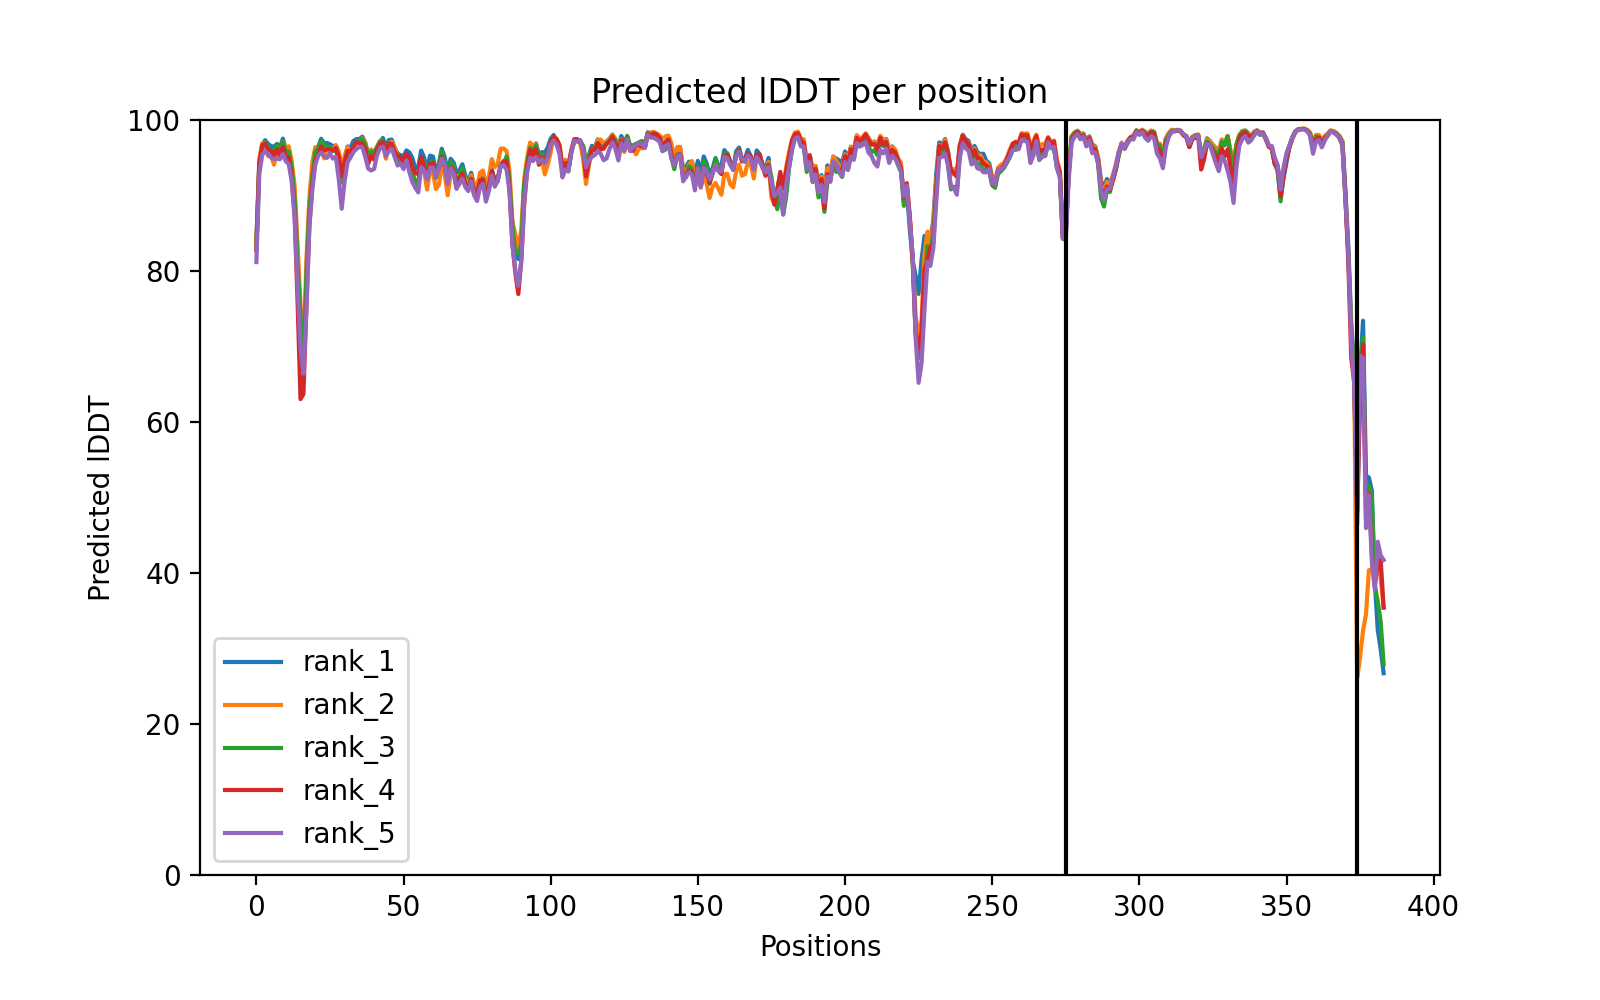 Predicted lDDT per position
100
80
60
40
20
0
Predicted lDDT
rank_1
rank_2
rank_3
rank_4
rank_5
0 50 100 150 200 250 300 350 400
Positions